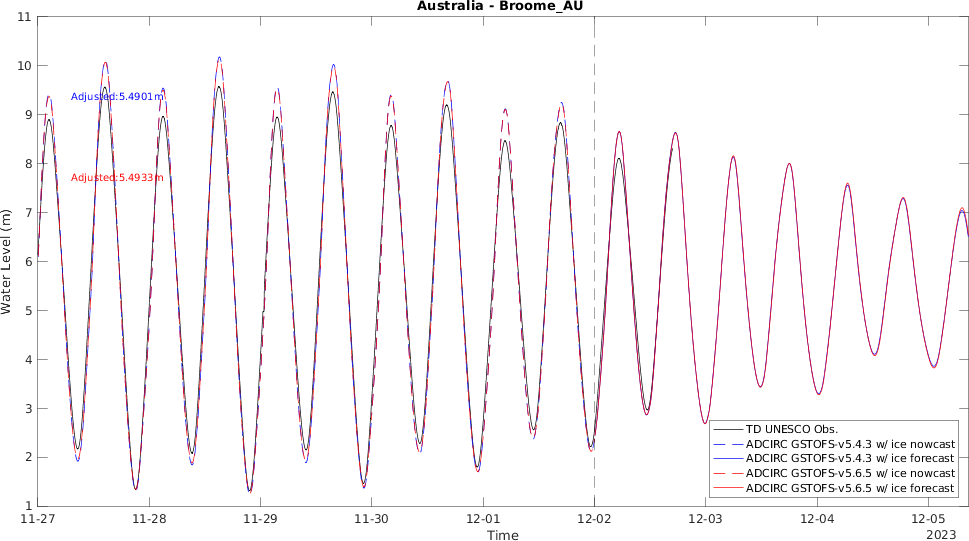 Australia - Broome_AU
11
10
9
8
7
6
5
4
3
2
1
Water Level (m)
Adjusted:5.4901m
Adjusted:5.4933m
TD UNESCO Obs.
ADCIRC GSTOFS-v5.4.3 w/ ice nowcast
ADCIRC GSTOFS-v5.4.3 w/ ice forecast
ADCIRC GSTOFS-v5.6.5 w/ ice nowcast
ADCIRC GSTOFS-v5.6.5 w/ ice forecast
11-27 11-28 11-29 11-30 12-01 12-02 12-03 12-04 12-05
Time
2023